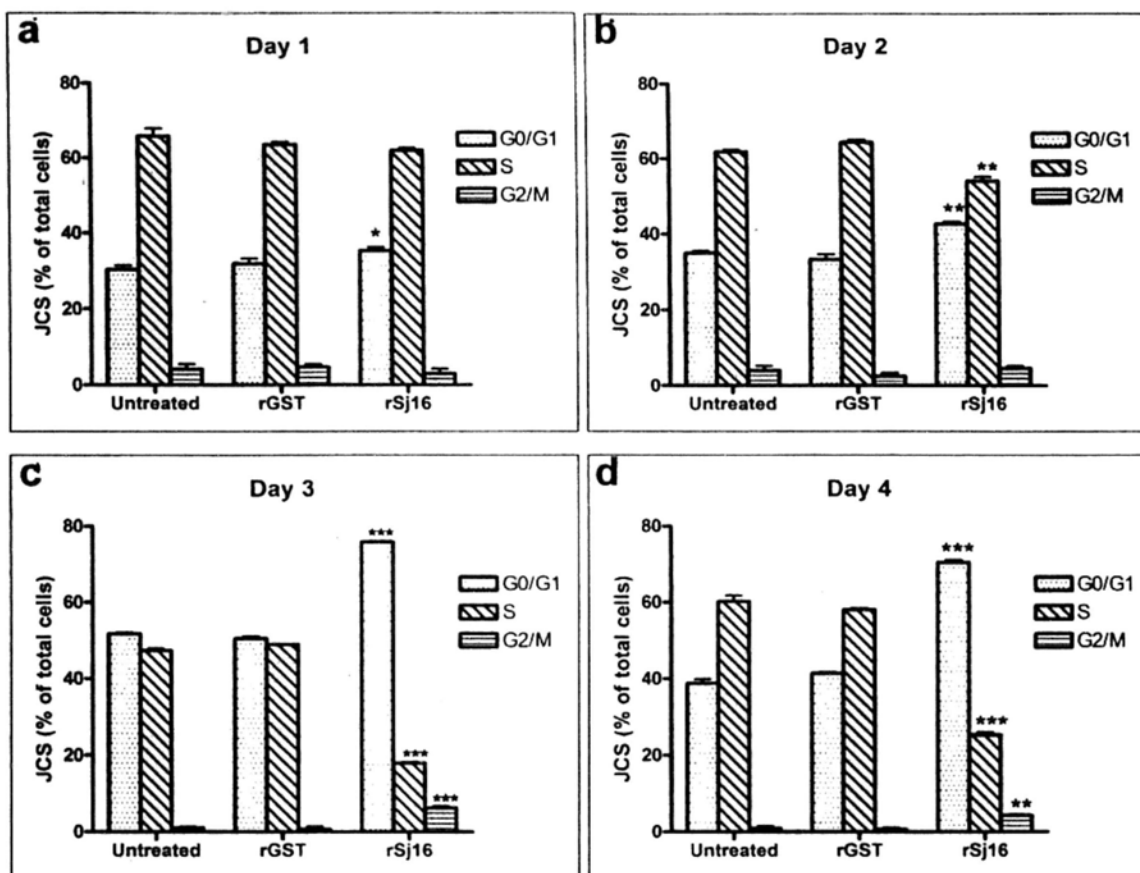 a
Day 1
JCS (% of total cells)
80
60
40
20
0
*
G0/G1
S
G2/M
Untreated rGST rSj16
b
Day 2
JCS (% of total cells)
80
60
40
20
0
**
**
G0/G1
S
G2/M
Untreated rGST rSj16
c
Day 3
JCS (% of total cells)
80
60
40
20
0
***
***
***
G0/G1
S
G2/M
Untreated rGST rSj16
d
Day 4
JCS (% of total cells)
80
60
40
20
0
***
***
**
G0/G1
S
G2/M
Untreated rGST rSj16